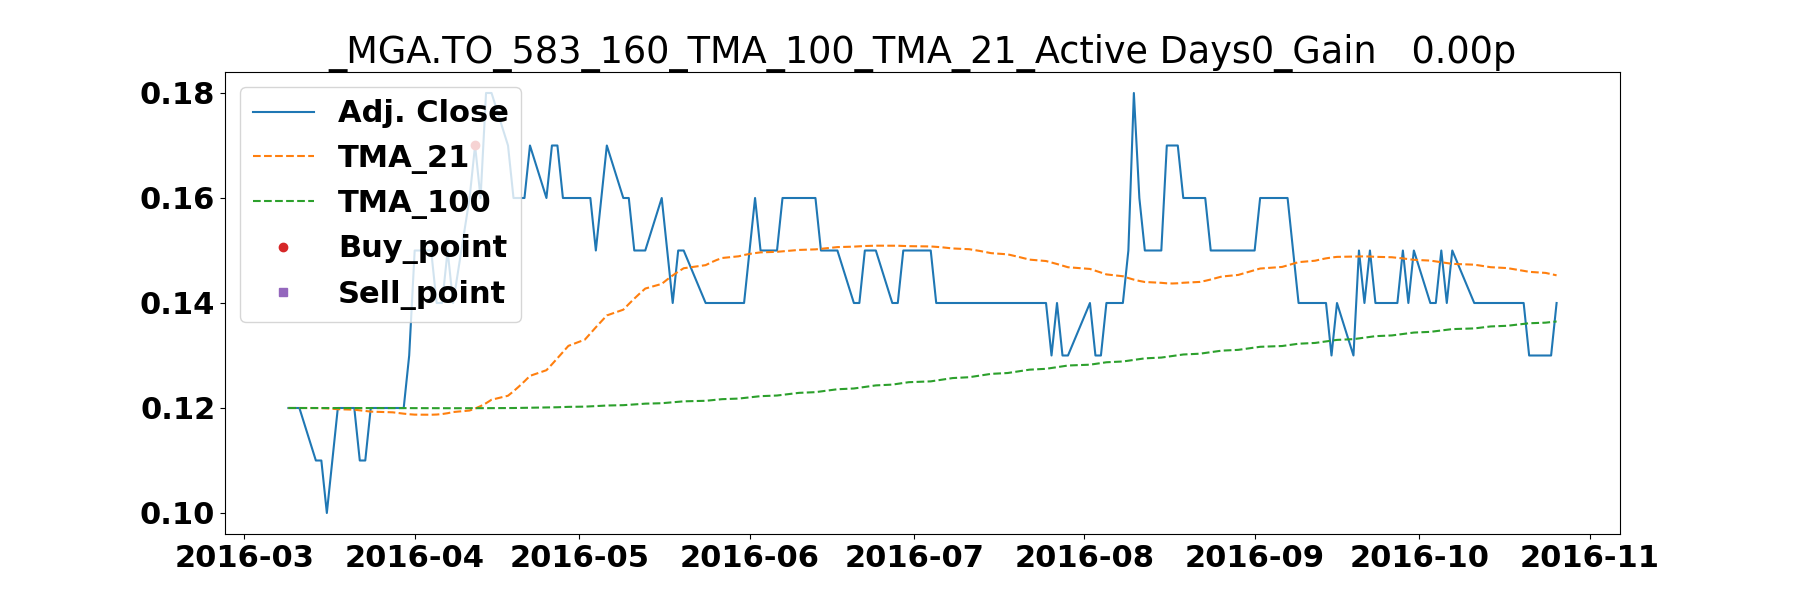 _MGA.TO_583_160_TMA_100_TMA_21_Active Days0_Gain   0.00p
0.18
0.16
0.14
0.12
0.10
Adj. Close
TMA_21
TMA_100
Buy_point
Sell_point
2016-03 2016-04 2016-05 2016-06 2016-07 2016-08 2016-09 2016-10 2016-11